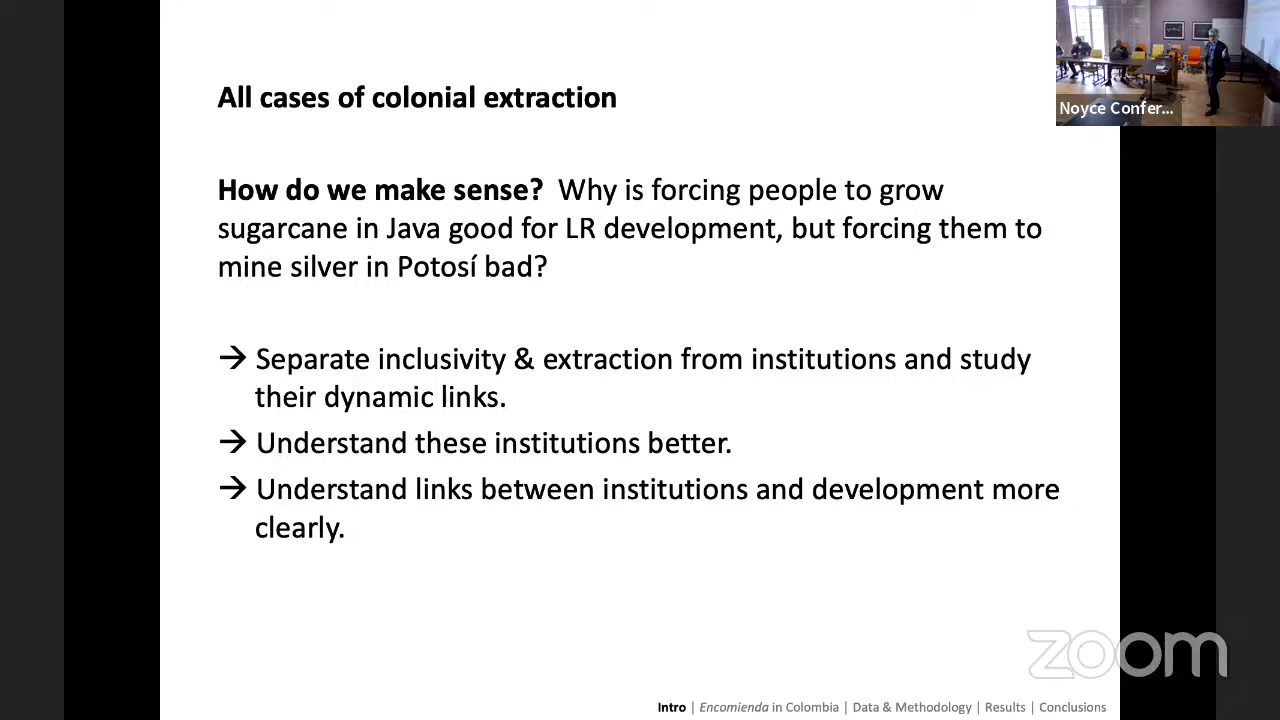 Noyce Confer...
All cases of colonial extraction
How do we make sense? Why is forcing people to grow
sugarcane in Java good for LR development, but forcing them to
mine silver in Potosí bad?
→ Separate inclusivity & extraction from institutions and study
their dynamic links.
→ Understand these institutions better.
→ Understand links between institutions and development more
clearly.
zoom
Intro | Encomienda in Colombia | Data & Methodology | Results | Conclusions